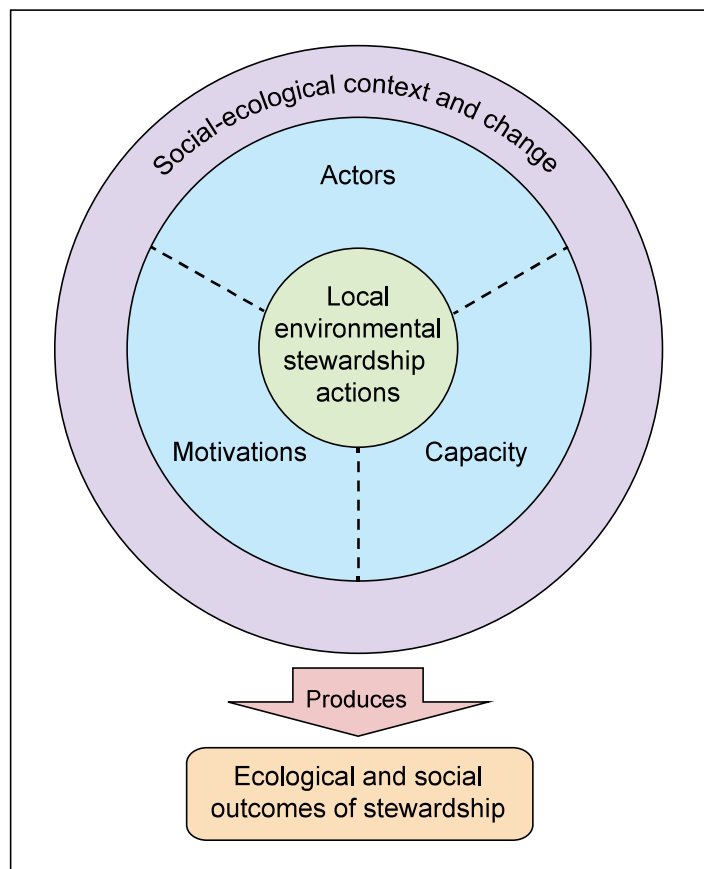 Social-ecological context and change
Actors
Local
environmental
stewardship
actions
Motivations
Capacity
Produces
Ecological and social
outcomes of stewardship